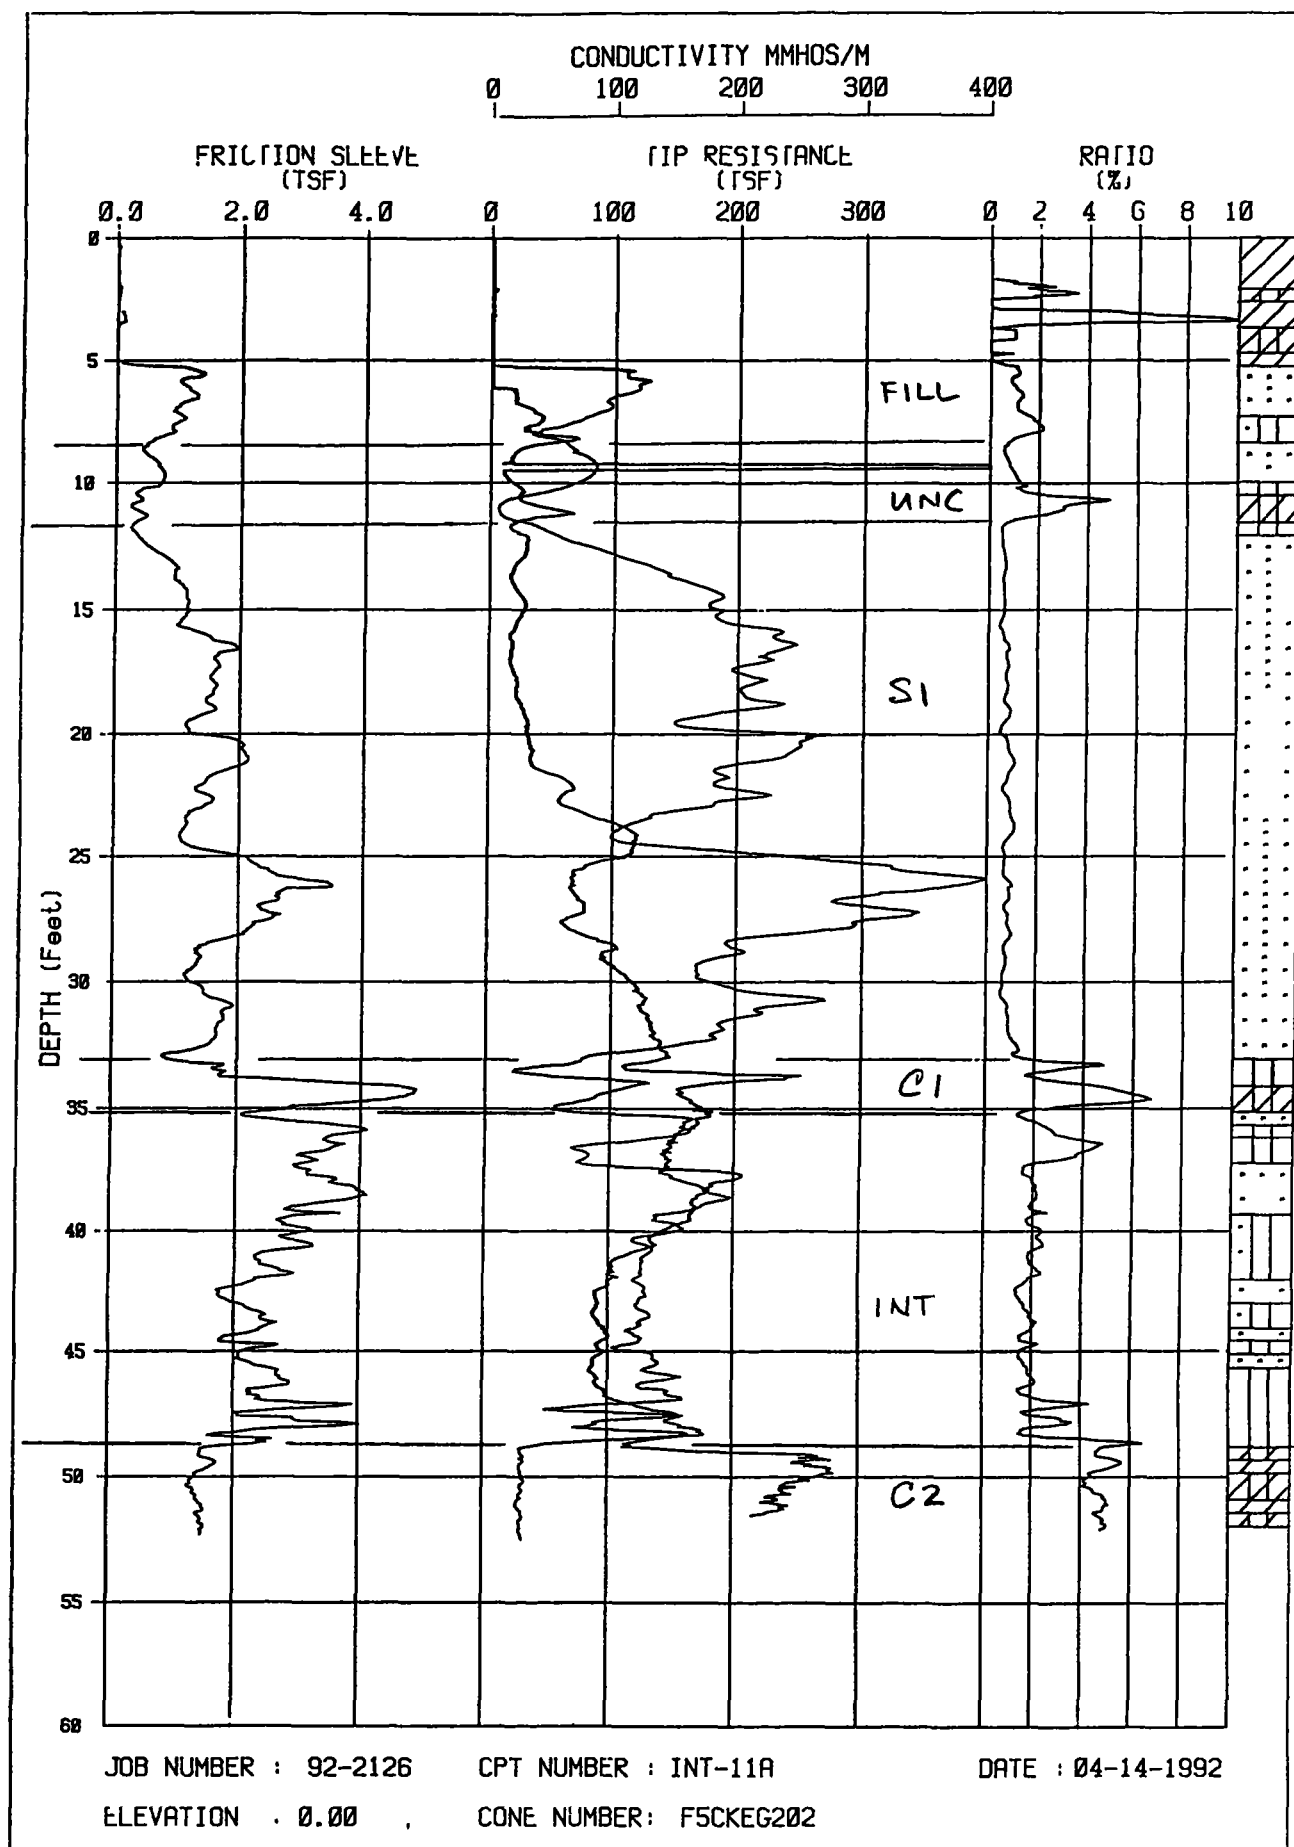 CONDUCTIVITY MMHOS/M
0 100 200 300 400
FRICTION SLEEVE TIP RESISTANCE RATIO
(TSF) (TSF) (%)
0.0 2.0 4.0 0 100 200 300 0 2 4 6 8 10
0
5
FILL
10
UNC
15
S1
20
25
DEPTH (Feet)
30
C1
35
40
INT
45
50
C2
55
60
JOB NUMBER : 92-2126 CPT NUMBER : INT-11A DATE : 04-14-1992
ELEVATION . 0.00 , CONE NUMBER: F5CKEG202